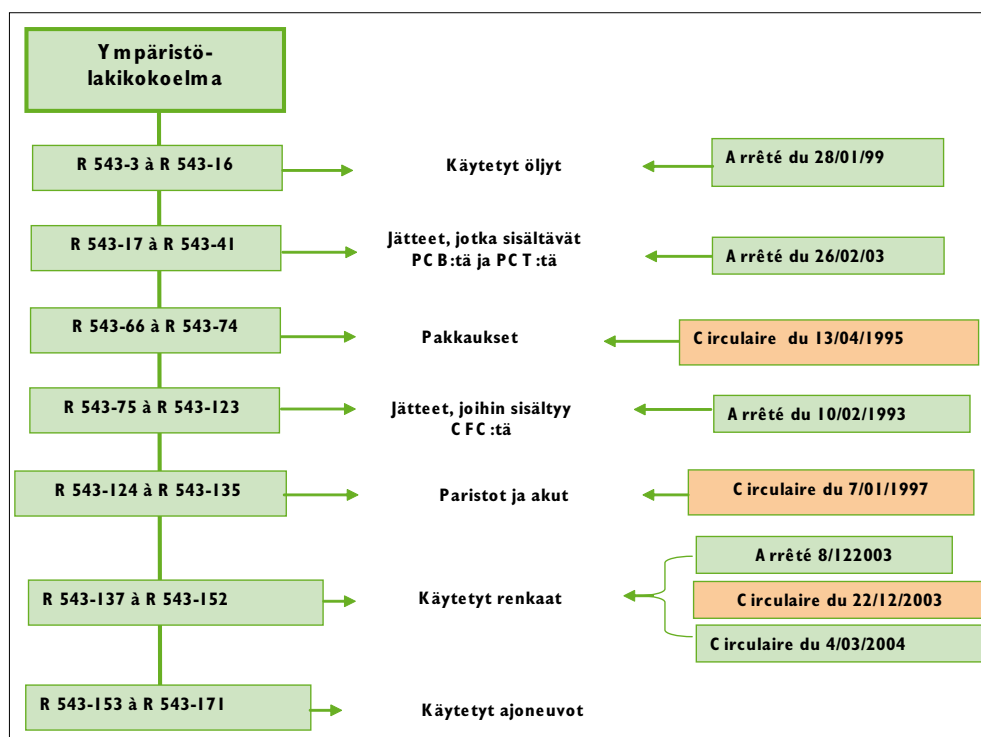 Ympäristö-
lakikokoelma
R 543-3 à R 543-16
Käytetyt öljyt
Arrêté du 28/01/99
R 543-17 à R 543-41
Jätteet, jotka sisältävät
PCB:tä ja PCT:tä
Arrêté du 26/02/03
R 543-66 à R 543-74
Pakkaukset
Circulaire du 13/04/1995
R 543-75 à R 543-123
Jätteet, joihin sisältyy
CFC:tä
Arrêté du 10/02/1993
R 543-124 à R 543-135
Paristot ja akut
Circulaire du 7/01/1997
R 543-137 à R 543-152
Käytetyt renkaat
Arrêté 8/122003
Circulaire du 22/12/2003
Circulaire du 4/03/2004
R 543-153 à R 543-171
Käytetyt ajoneuvot